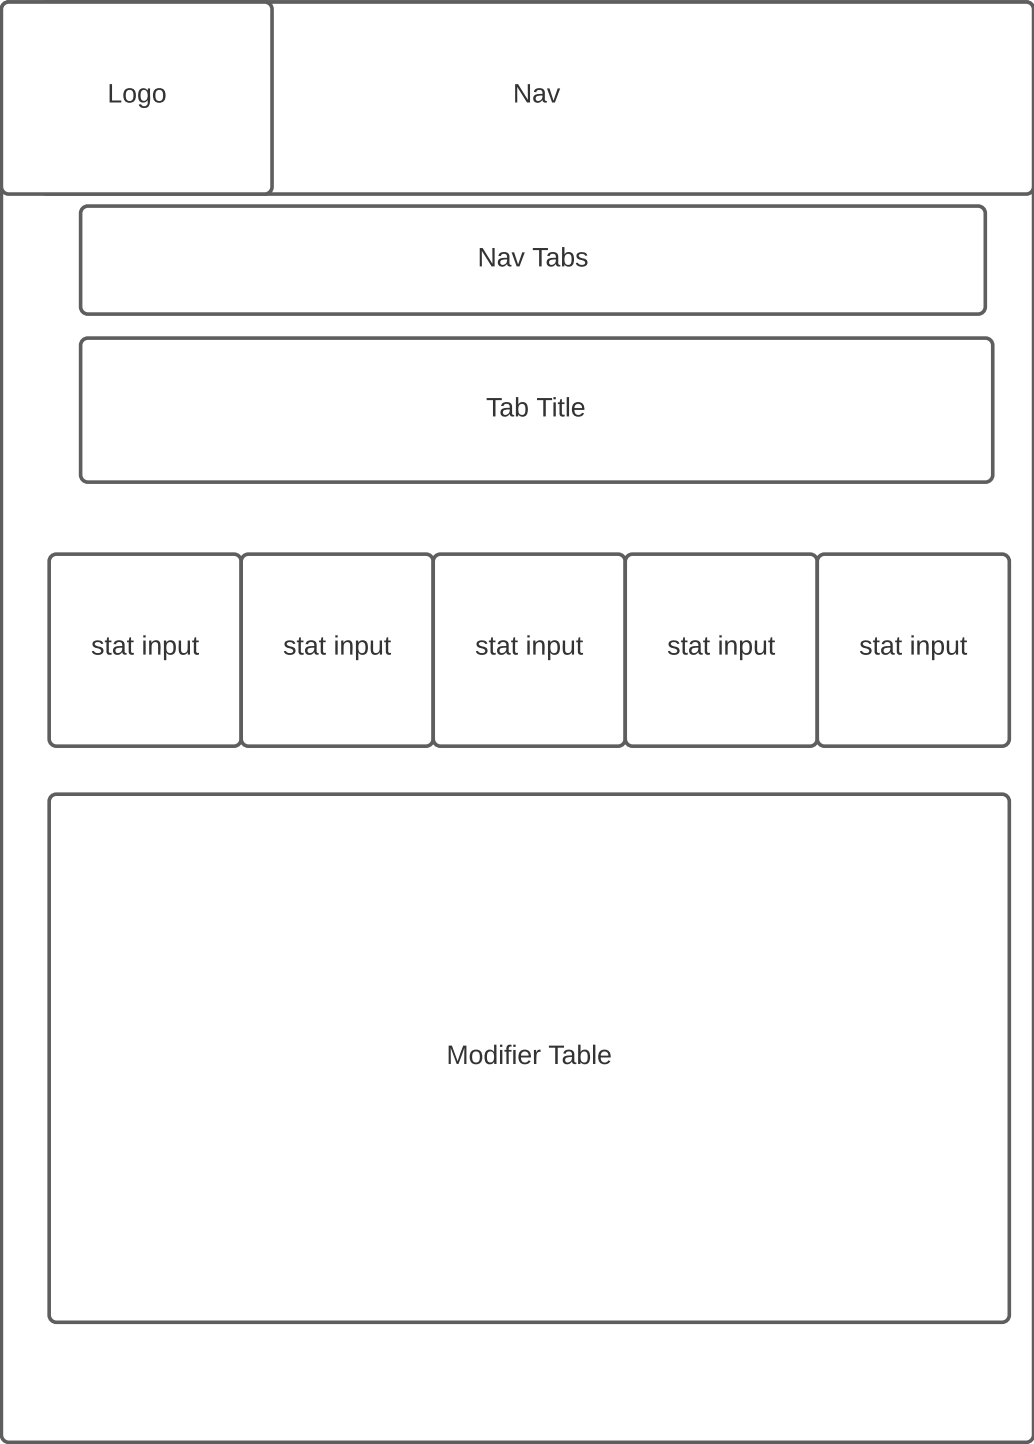 Logo
Nav
Nav Tabs
Tab Title
stat input
stat input
stat input
stat input
stat input
Modifier Table